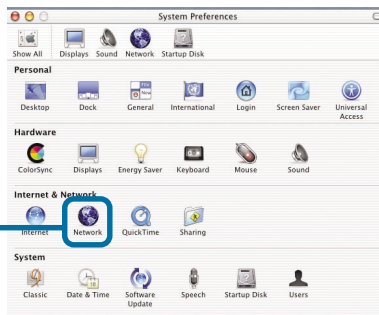 System Preferences
Show All Displays Sound Network Startup Disk
Personal
Desktop Dock General International Login Screen Saver Universal Access
Hardware
ColorSync Displays Energy Saver Keyboard Mouse Sound
Internet & Network
Internet Network QuickTime Sharing
System
Classic Date & Time Software Update Speech Startup Disk Users